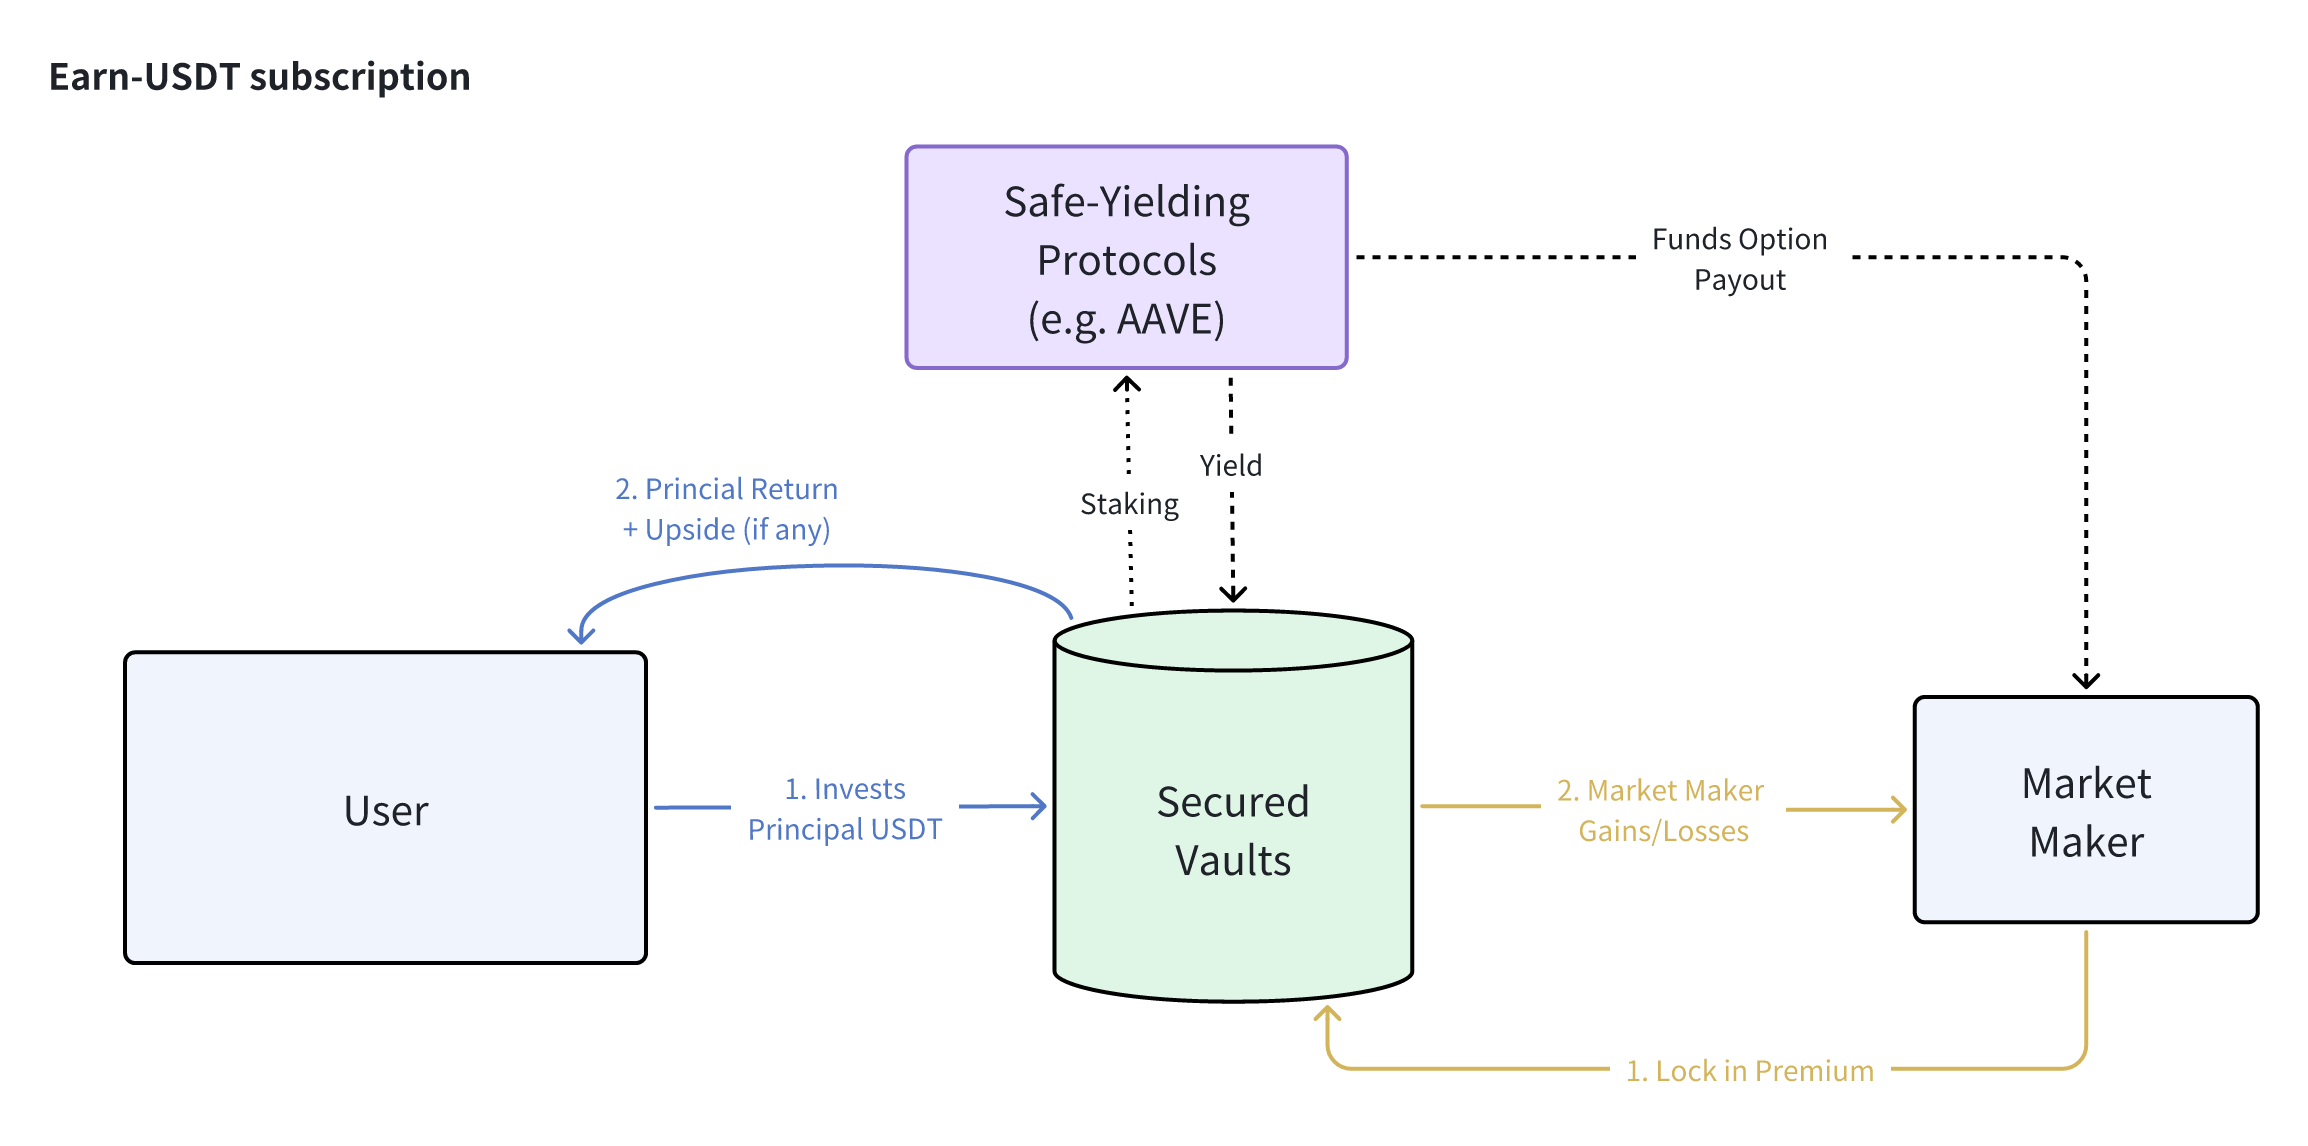 Earn-USDT subscription
Safe-Yielding
Protocols
(e.g. AAVE)
Funds Option
Payout
Yield
Staking
2. Princial Return
+ Upside (if any)
User
1. Invests
Principal USDT
Secured
Vaults
2. Market Maker
Gains/Losses
Market
Maker
1. Lock in Premium